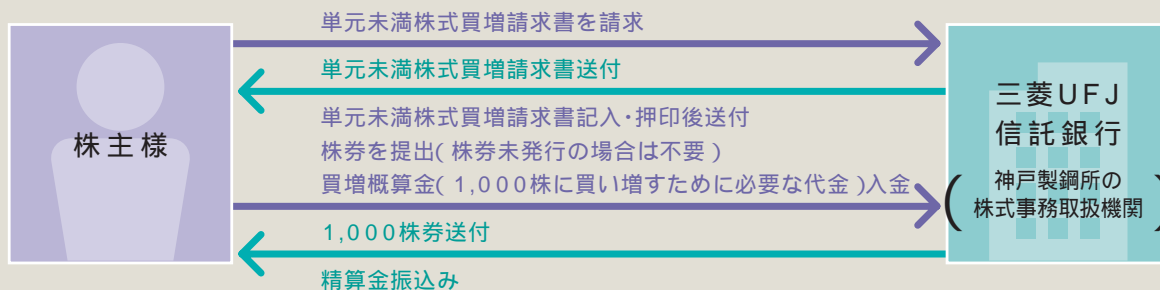 単元未満株式買増請求書を請求
単元未満株式買増請求書送付
単元未満株式買増請求書記入・押印後送付
株券を提出(株券未発行の場合は不要)
買増概算金(1,000株に買い増すために必要な代金)入金
1,000株券送付
精算金振込み
株主様
三菱UFJ
信託銀行
(神戸製鋼所の
株式事務取扱機関)